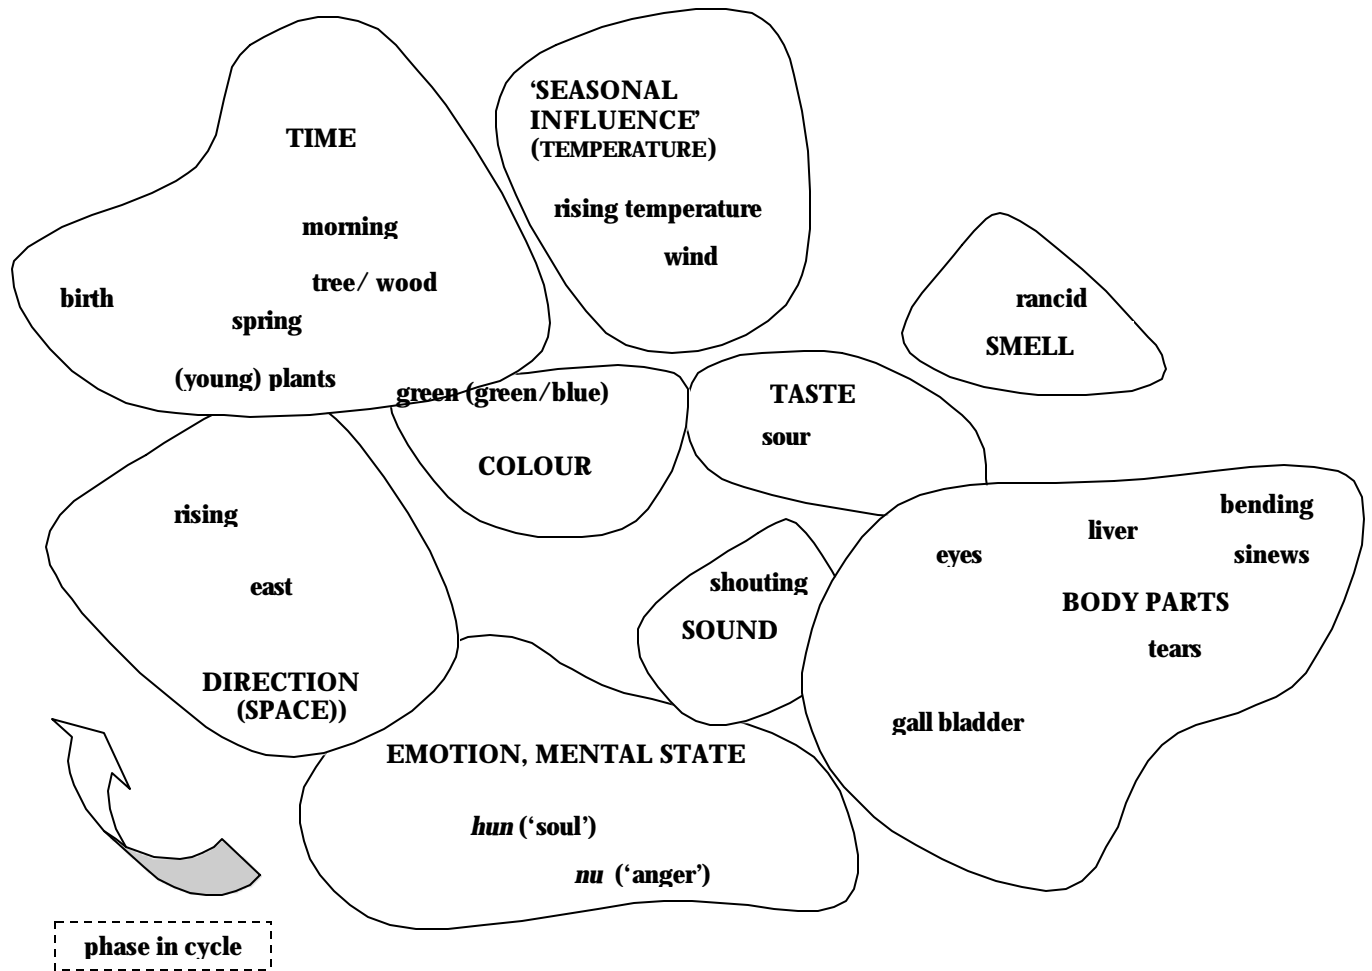 TIME
morning
tree/ wood
birth
spring
(young) plants
‘SEASONAL
INFLUENCE’
(TEMPERATURE)
rising temperature
wind
rancid
SMELL
green (green/blue)
COLOUR
TASTE
sour
rising
east
DIRECTION
(SPACE))
shouting
SOUND
bending
liver
eyes
sinews
BODY PARTS
tears
gall bladder
EMOTION, MENTAL STATE
hun (‘soul’)
nu (‘anger’)
phase in cycle